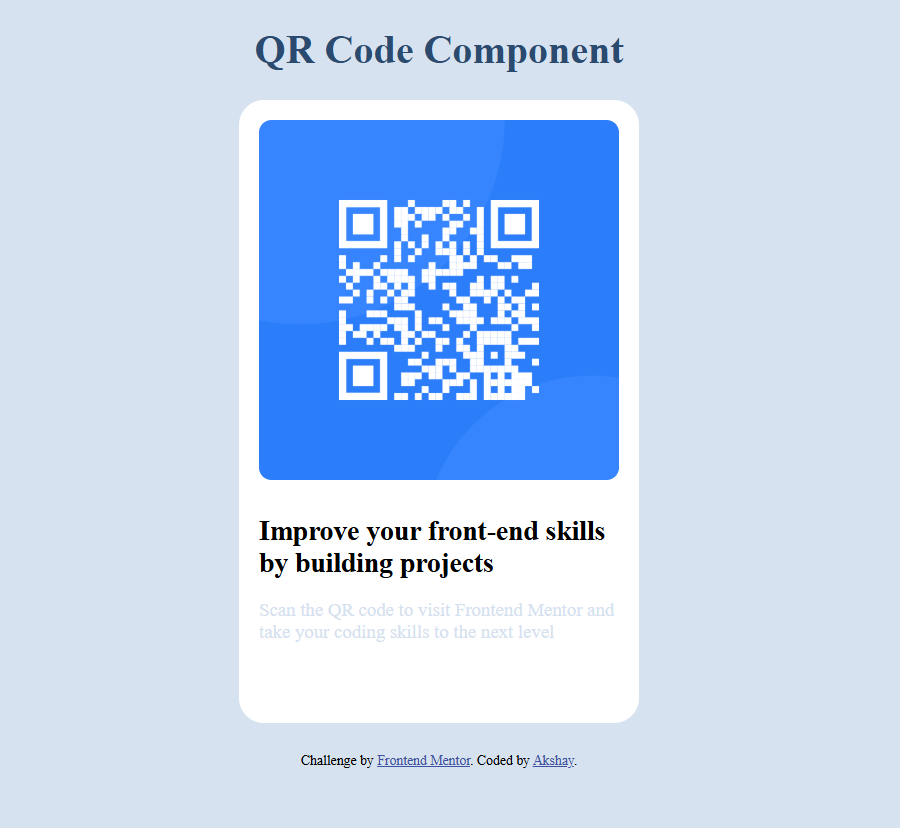 QR Code Component
Improve your front-end skills
by building projects
Scan the QR code to visit Frontend Mentor and
take your coding skills to the next level
Challenge by Frontend Mentor. Coded by Akshay.